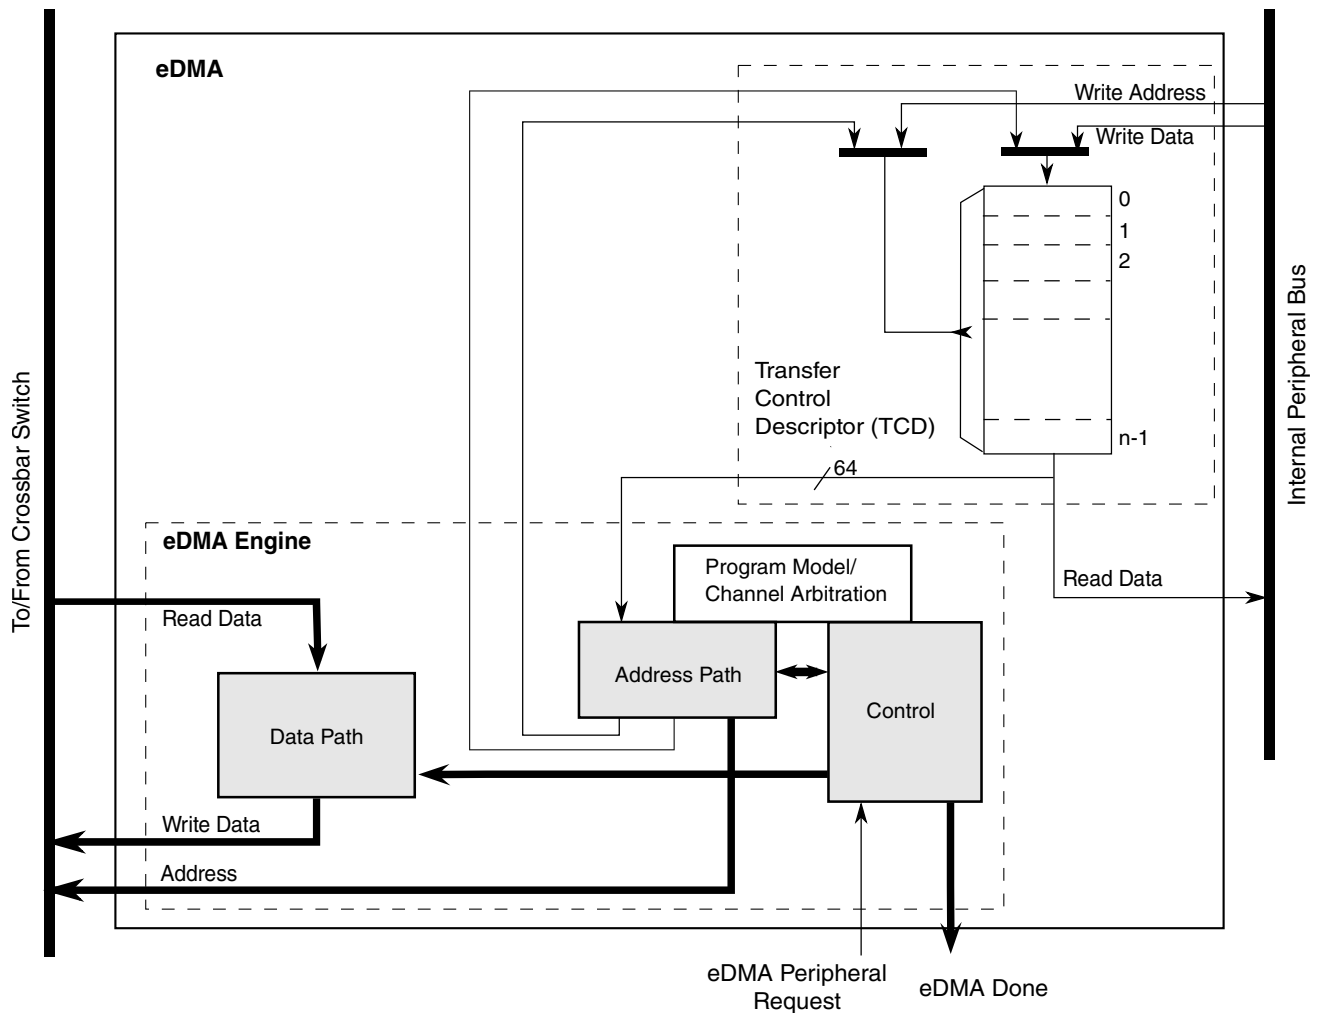 eDMA
Write Address
Write Data
0
1
2
n-1
Transfer
Control
Descriptor (TCD)
64
To/From Crossbar Switch
Internal Peripheral Bus
eDMA Engine
Program Model/
Channel Arbitration
Read Data
Read Data
Address Path
Control
Data Path
Write Data
Address
eDMA Peripheral
Request
eDMA Done